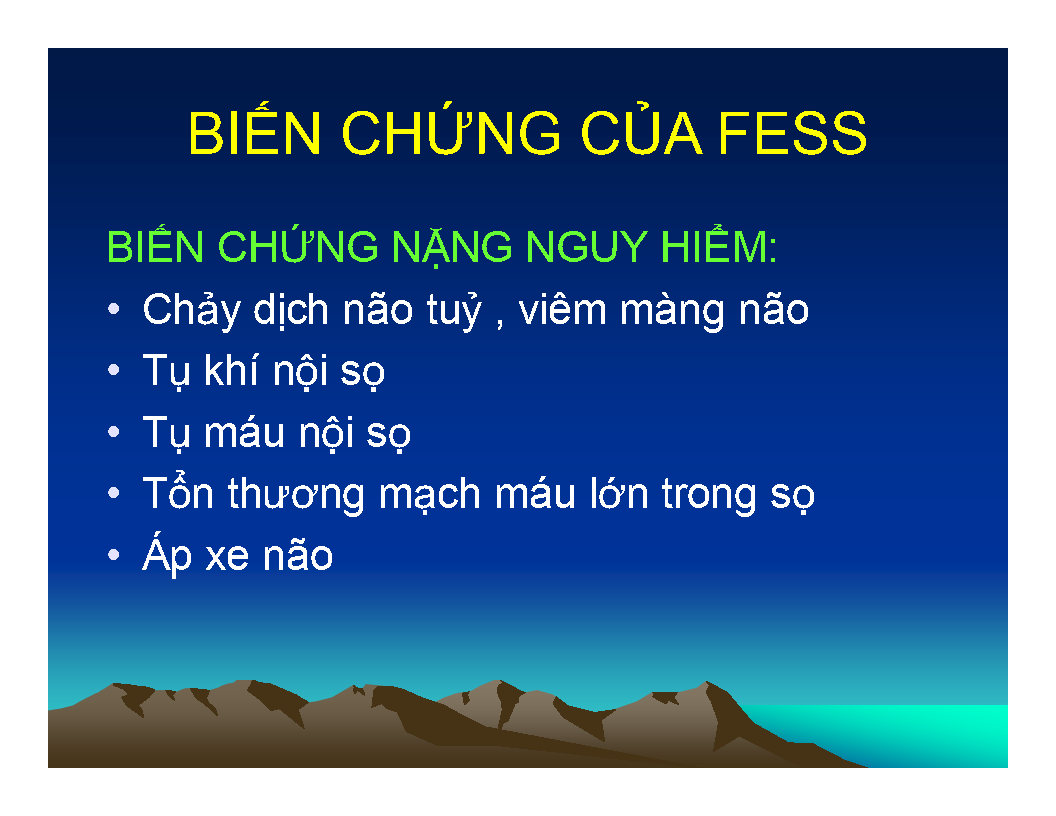 BIẾN CHỨNG CỦA FESS
BIẾN CHỨNG NẶNG NGUY HIỂM:
• Chảy dịch não tuỷ , viêm màng não
• Tụ khí nội sọ
• Tụ máu nội sọ
• Tổn thương mạch máu lớn trong sọ
• Áp xe não